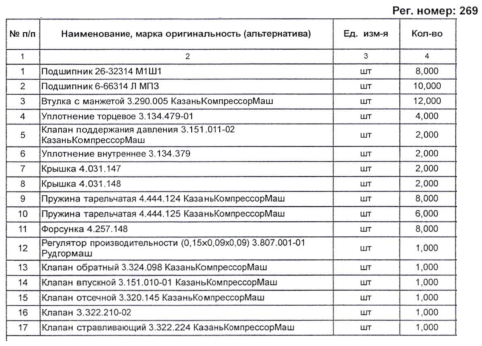 Рег. номер: 269
№ п/п Наименование, марка оригинальность (альтернатива) Ед. изм-я Кол-во
1 2 3 4
1 Подшипник 26-32314 М1Ш1 шт 8,000
2 Подшипник 6-66314 Л МПЗ шт 10,000
3 Втулка с манжетой 3.290.005 КазаньКомпрессорМаш шт 12,000
4 Уплотнение торцевое 3.134.479-01 шт 4,000
5 Клапан поддержания давления 3.151.011-02 шт 2,000
КазаньКомпрессорМаш
6 Уплотнение внутреннее 3.134.379 шт 2,000
7 Крышка 4.031.147 шт 2,000
8 Крышка 4.031.148 шт 2,000
9 Пружина тарельчатая 4.444.124 КазаньКомпрессорМаш шт 8,000
10 Пружина тарельчатая 4.444.125 КазаньКомпрессорМаш шт 6,000
11 Форсунка 4.257.148 шт 8,000
12 Регулятор производительности (0,15х0,09х0,09) 3.807.001-01 шт 1,000
Рудгормаш
13 Клапан обратный 3.324.098 КазаньКомпрессорМаш шт 1,000
14 Клапан впускной 3.151.010-01 КазаньКомпрессорМаш шт 1,000
15 Клапан отсечной 3.320.145 КазаньКомпрессорМаш шт 1,000
16 Клапан 3.322.210-02 шт 1,000
17 Клапан стравливающий 3.322.224 КазаньКомпрессорМаш шт 1,000